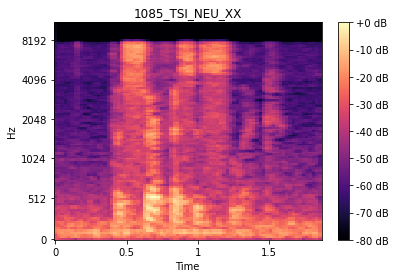 1085_TSI_NEU_XX
+0 dB
8192
-10 dB
4096
-20 dB
-30 dB
2048
Hz
-40 dB
1024
-50 dB
512
-60 dB
-70 dB
0
-80 dB
0
0.5
1
1.5
Time